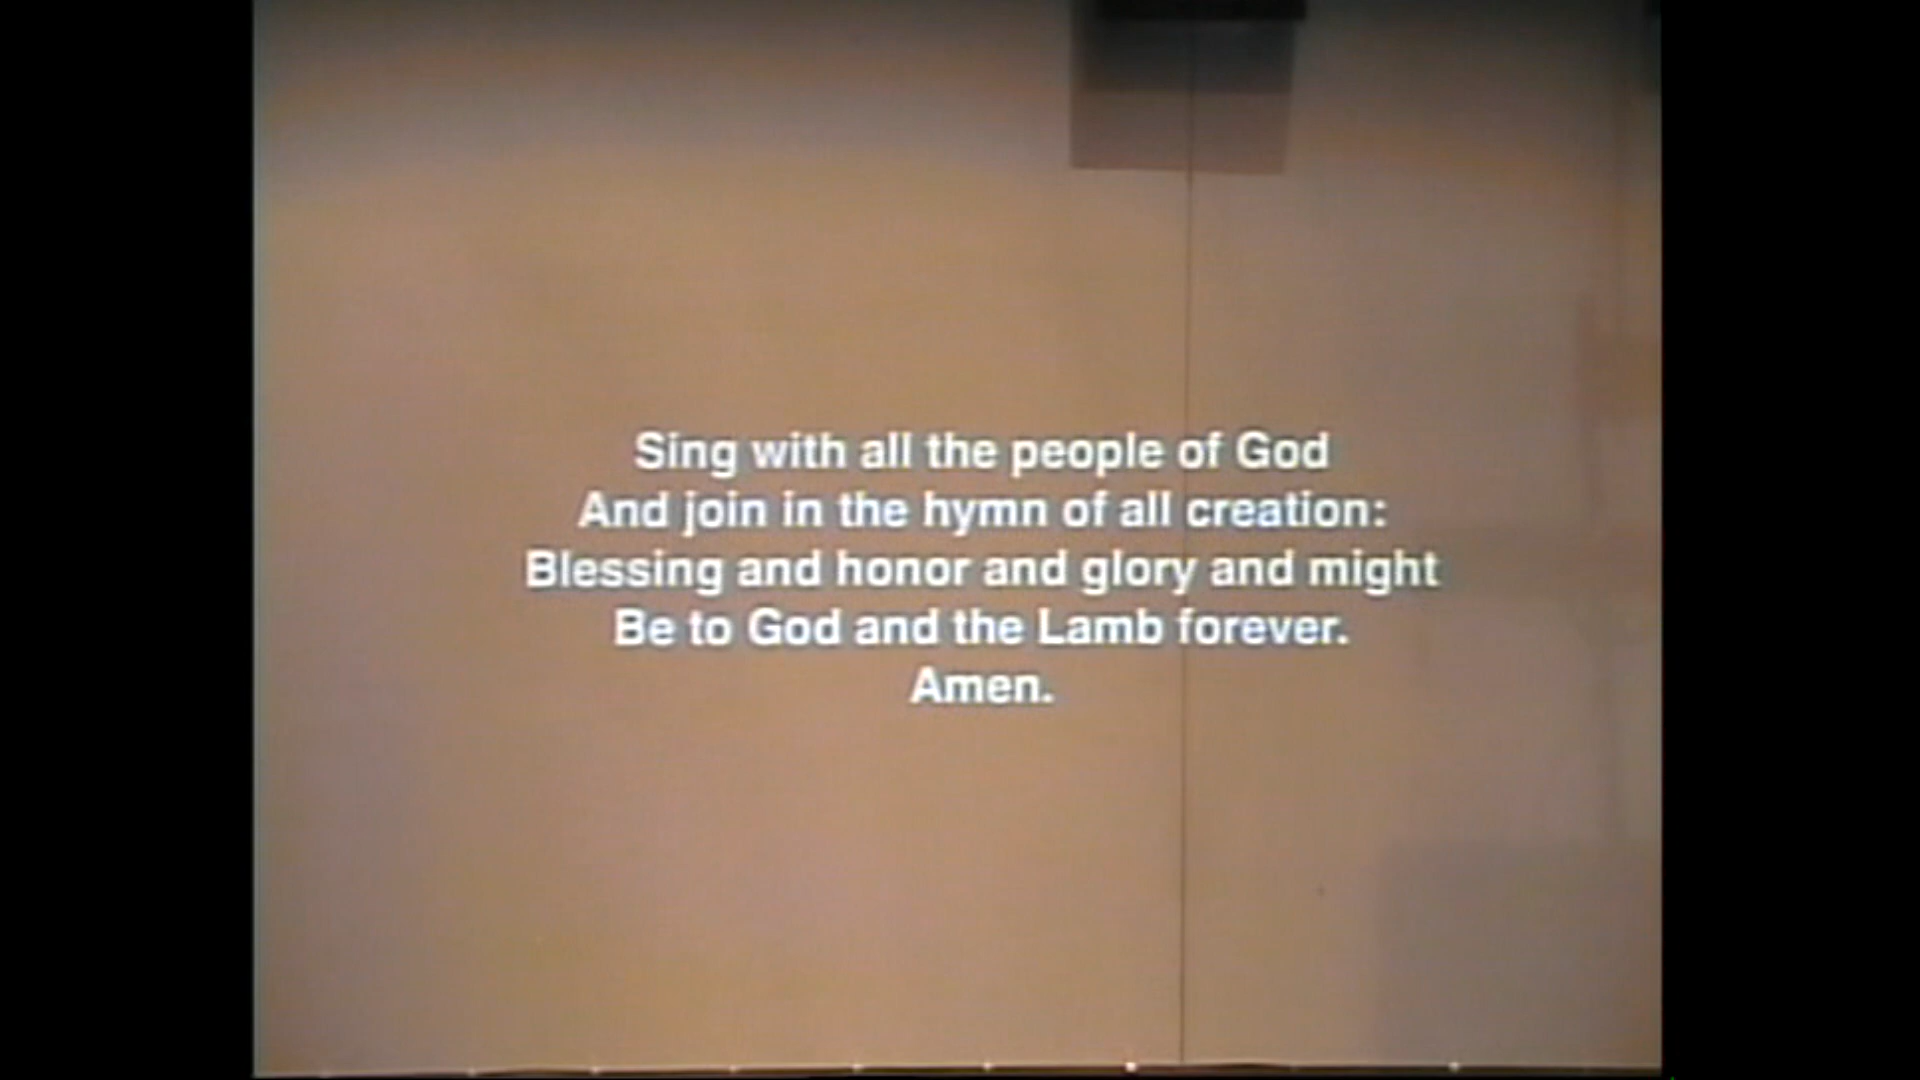 Sing with all the people of God
And join in the hymn of all creation:
Blessing and honor and glory and might
Be to God and the Lamb forever.
Amen.